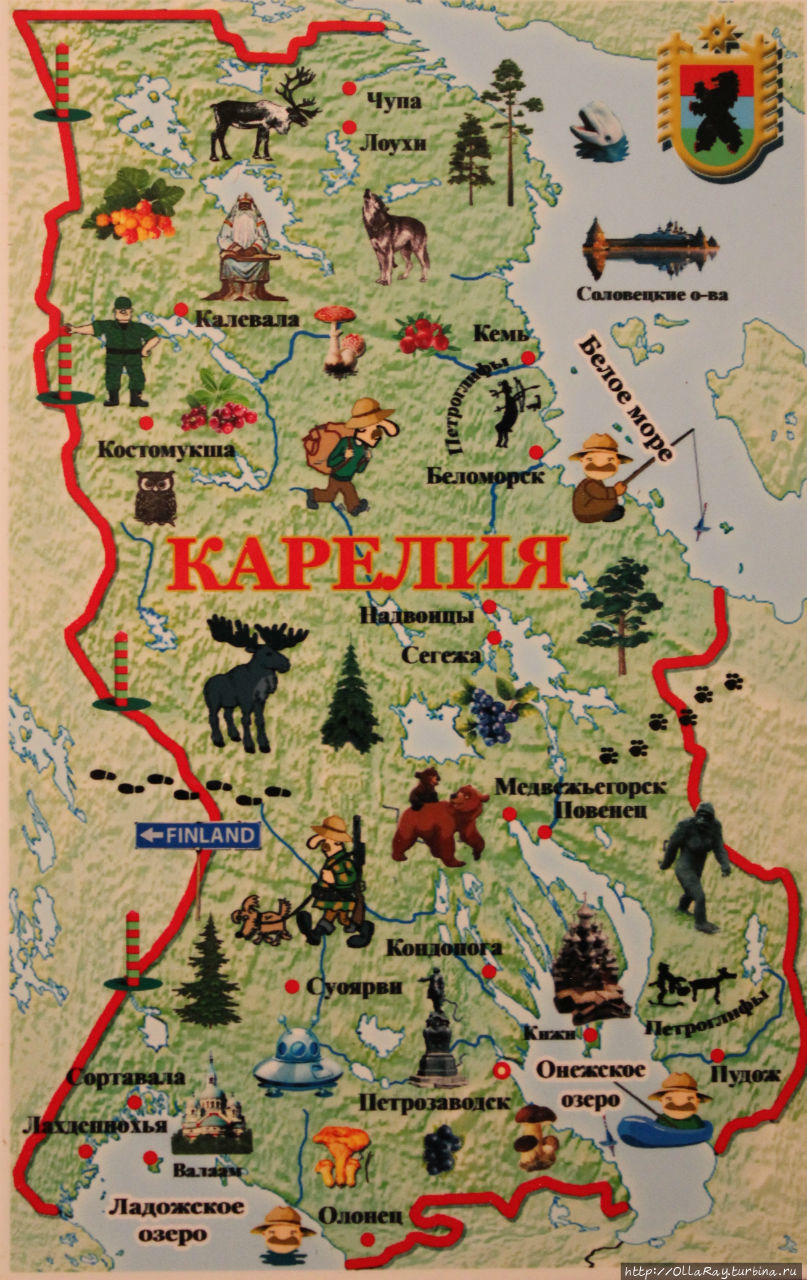 Чупа
Лоухи
Соловецкие о-ва
Калевала
Кемь
Белое море
Петроглифы
Костомукша
Беломорск
КАРЕЛИЯ
Надвоицы
Сегежа
Медвежьегорск
Повенец
←FINLAND
Кондопога
Суоярви
Кижи
Петроглифы
Онежское
озеро
Пудож
Сортавала
Петрозаводск
Лахденпохья
Валаам
Ладожское
озеро
Олонец
http://OllaRay.turbina.ru